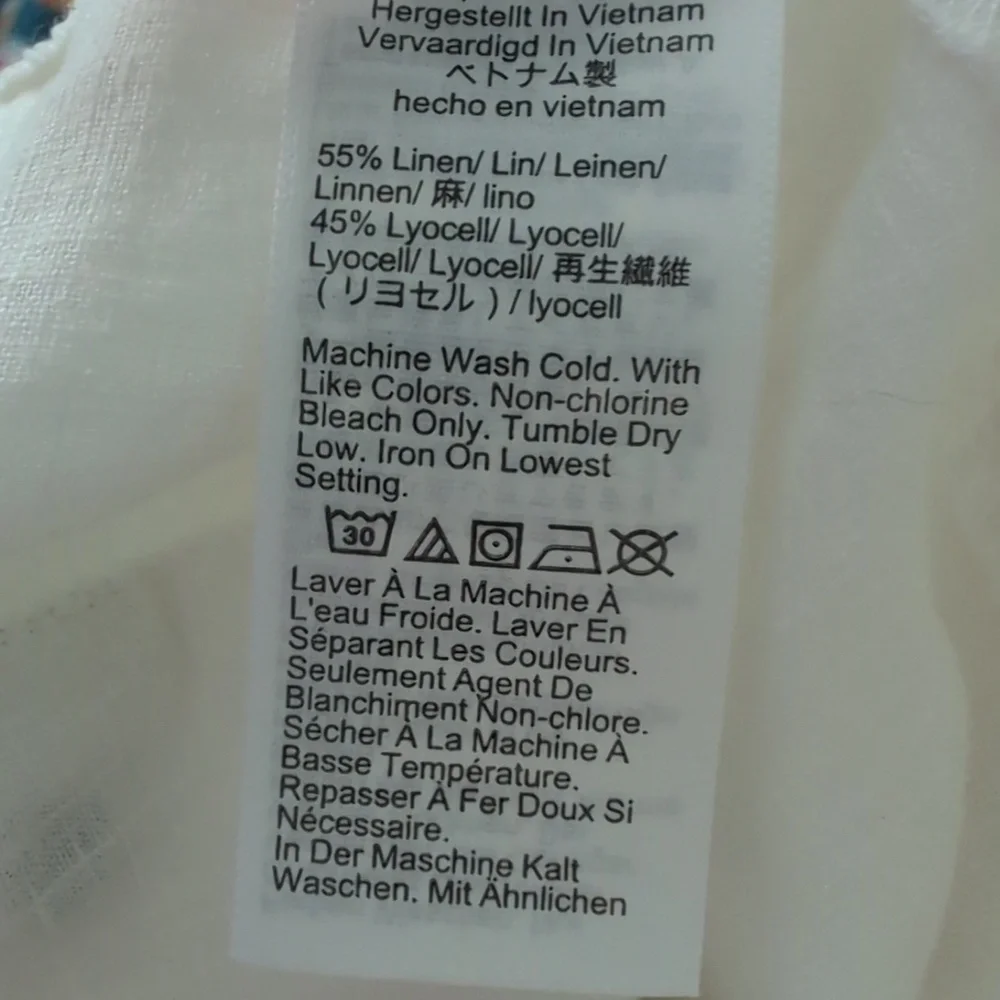 Hergestellt In Vietnam
Vervaardigd In Vietnam
ベトナム製
hecho en vietnam
55% Linen/ Lin/ Leinen/
Linnen/ 麻/ lino
45% Lyocell/ Lyocell/
Lyocell/ Lyocell/ 再生繊維
( リヨセル ) / lyocell
Machine Wash Cold. With
Like Colors. Non-chlorine
Bleach Only. Tumble Dry
Low. Iron On Lowest
Setting.
30
Laver À La Machine À
L'eau Froide. Laver En
Séparant Les Couleurs.
Seulement Agent De
Blanchiment Non-chlore.
Sécher À La Machine À
Basse Température.
Repasser À Fer Doux Si
Nécessaire.
In Der Maschine Kalt
Waschen. Mit Ähnlichen